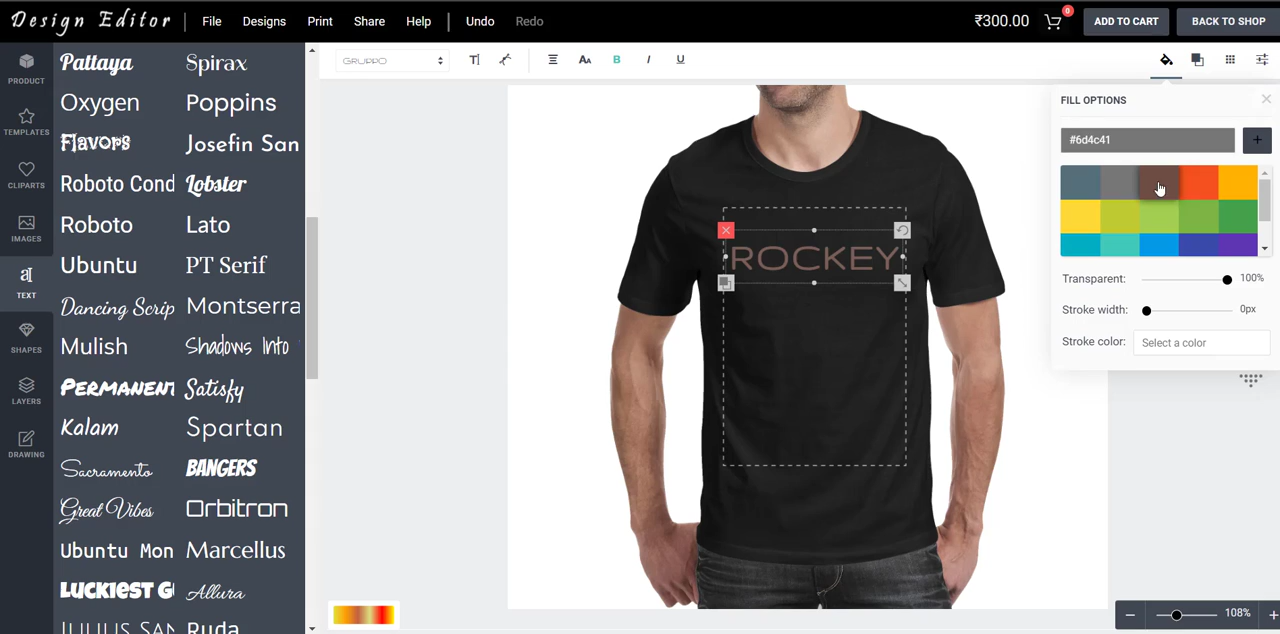 Design Editor File Designs Print Share Help Undo Redo ₹300.00 0 ADD TO CART BACK TO SHOP
GRUPPO
PRODUCT
TEMPLATES
CLIPARTS
IMAGES
TEXT
SHAPES
LAYERS
DRAWING
Pattaya Spirax
Oxygen Poppins
Flavors Josefin San
Roboto Cond Lobster
Roboto Lato
Ubuntu PT Serif
Dancing Scrip Montserra
Mulish Shadows Into
PERMANENT Satisfy
Kalam Spartan
Sacramento BANGERS
Great Vibes Orbitron
Ubuntu Mon Marcellus
LUCKIEST G Allura
JULIUS SAN Ruda
ROCKEY
FILL OPTIONS
#6d4c41
Transparent: 100%
Stroke width: 0px
Stroke color: Select a color
108%